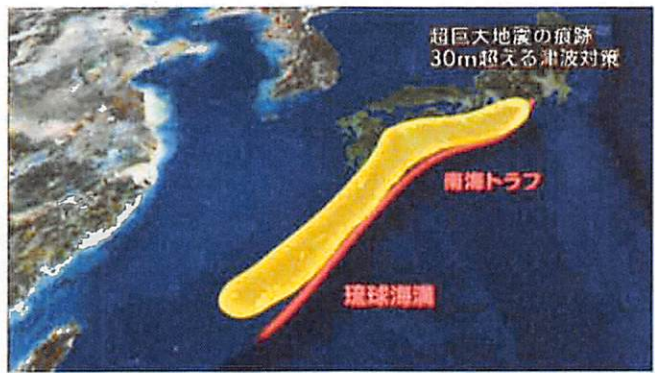 超巨大地震の痕跡
30m超える津波対策
南海トラフ
琉球海溝